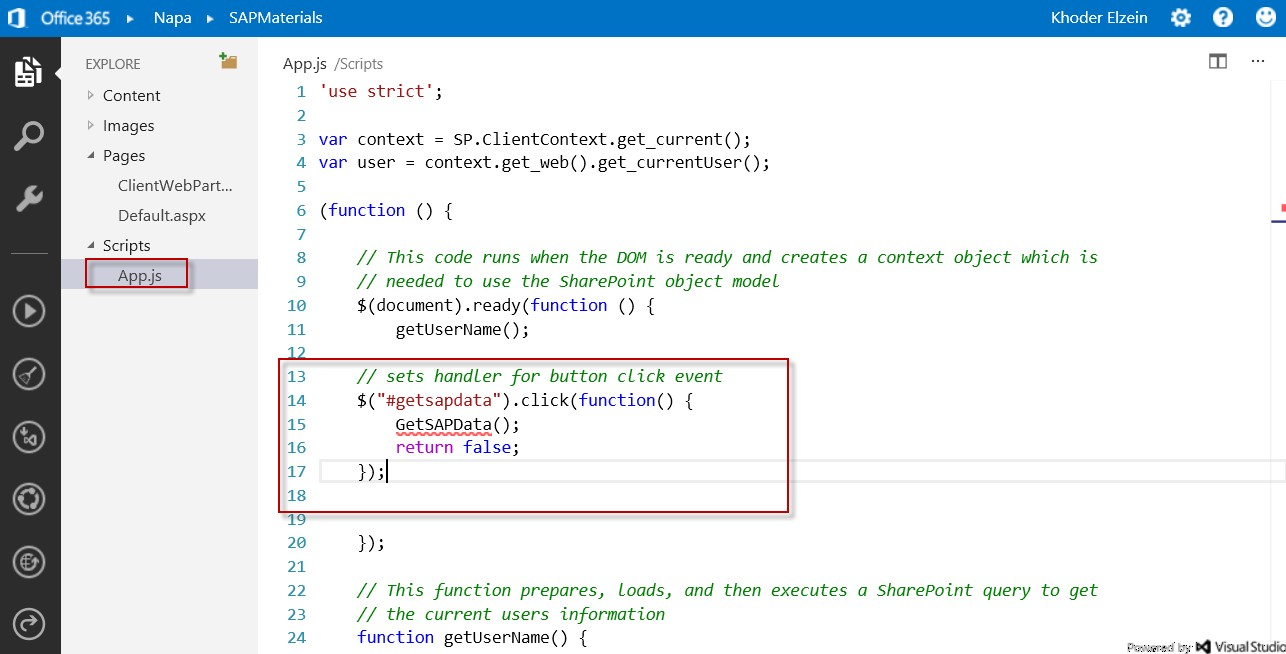 Office 365 Napa SAPMaterials Khoder Elzein
EXPLORE
Content
Images
Pages
ClientWebPart...
Default.aspx
Scripts
App.js
App.js /Scripts
1 'use strict';
2
3 var context = SP.ClientContext.get_current();
4 var user = context.get_web().get_currentUser();
5
6 (function () {
7
8 // This code runs when the DOM is ready and creates a context object which is
9 // needed to use the SharePoint object model
10 $(document).ready(function () {
11 getUserName();
12
13 // sets handler for button click event
14 $("#getsapdata").click(function() {
15 GetSAPData();
16 return false;
17 });
18
19
20 });
21
22 // This function prepares, loads, and then executes a SharePoint query to get
23 // the current users information
24 function getUserName() {
Powered by Visual Studio